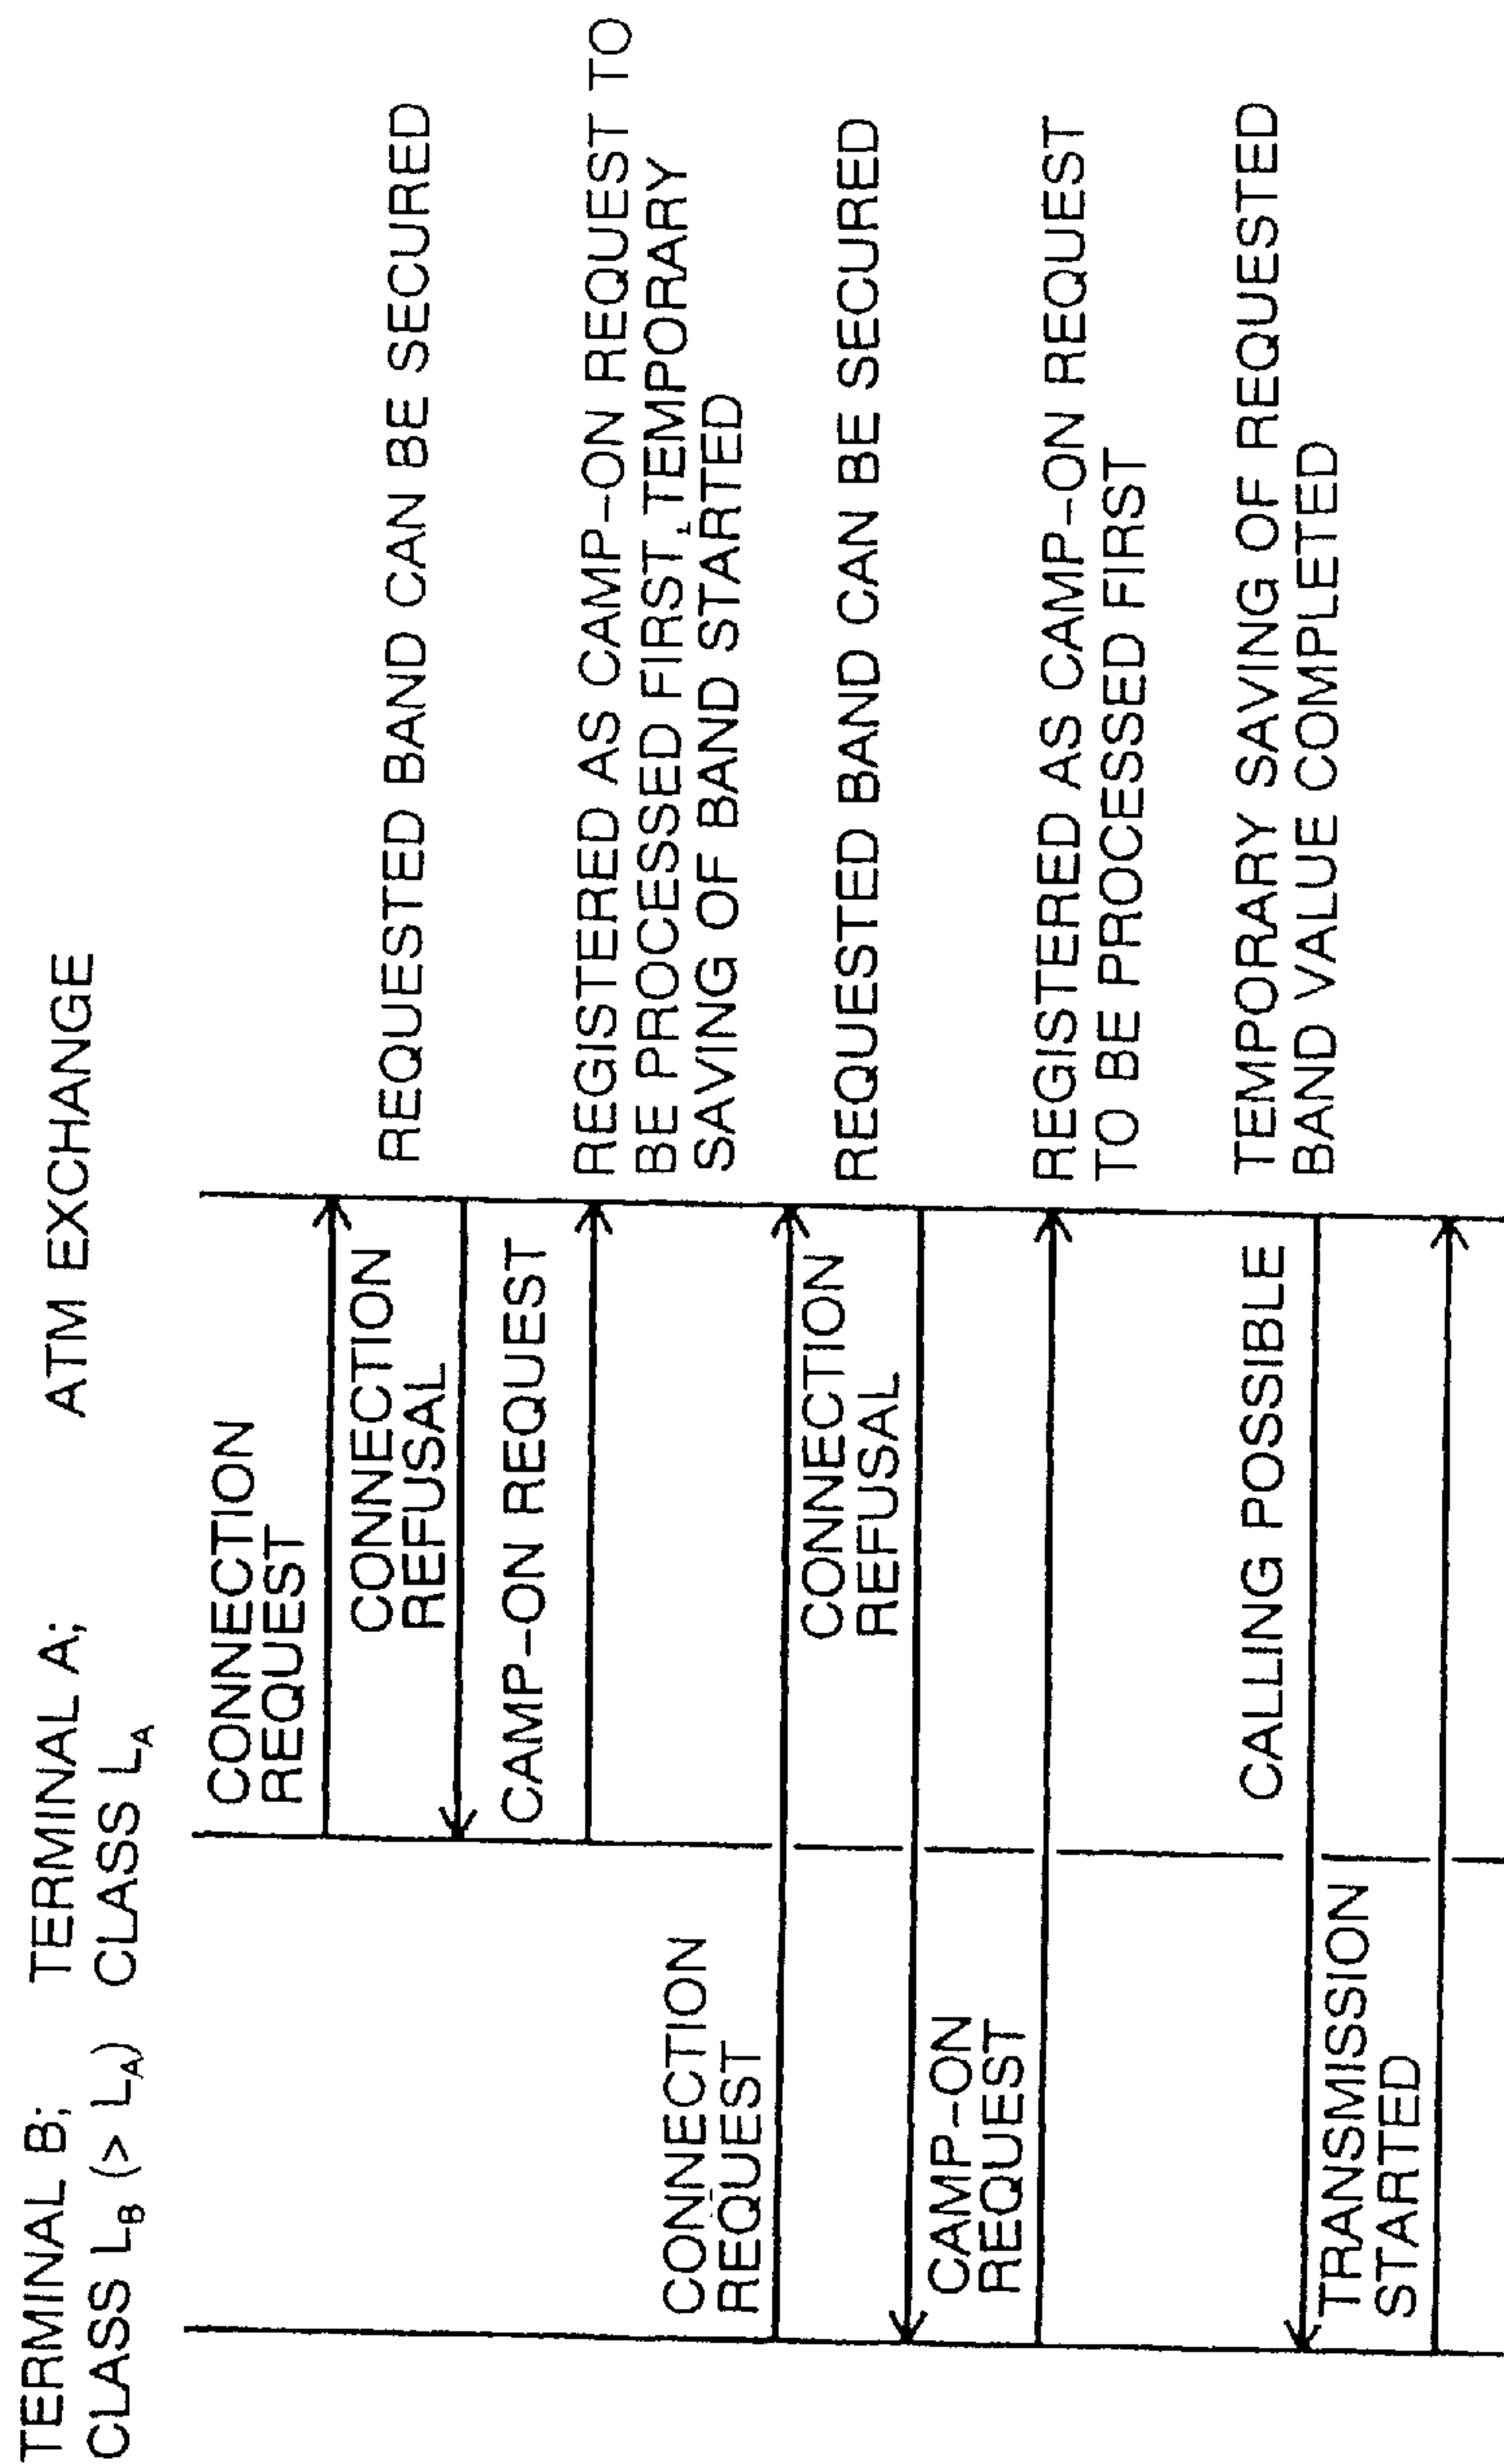 TERMINAL B;
CLASS LB (> LA)
TERMINAL A;
CLASS LA
ATM EXCHANGE
CONNECTION
REQUEST
REQUESTED BAND CAN BE SECURED
CONNECTION
REFUSAL
CAMP-ON REQUEST
REGISTERED AS CAMP-ON REQUEST TO
BE PROCESSED FIRST, TEMPORARY
SAVING OF BAND STARTED
CONNECTION
REQUEST
REQUESTED BAND CAN BE SECURED
CONNECTION
REFUSAL
CAMP-ON
REQUEST
REGISTERED AS CAMP-ON REQUEST
TO BE PROCESSED FIRST
CALLING POSSIBLE
TEMPORARY SAVING OF REQUESTED
BAND VALUE COMPLETED
TRANSMISSION
STARTED